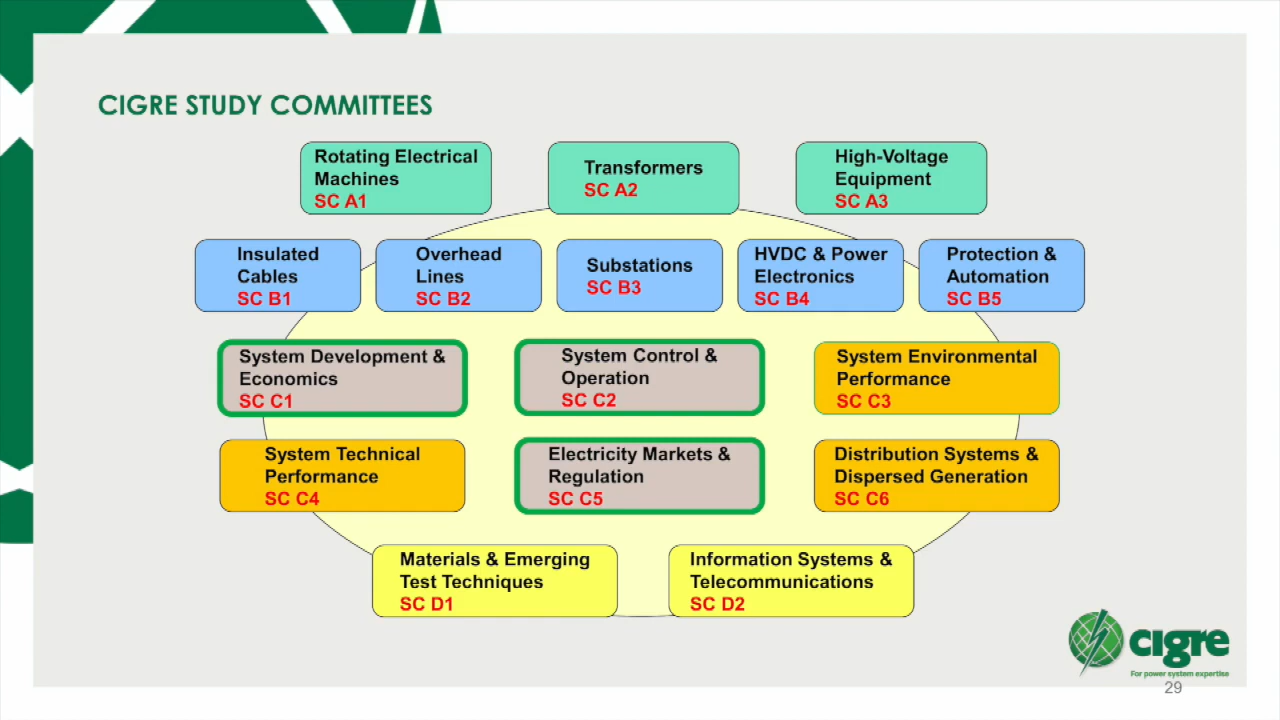 CIGRE STUDY COMMITTEES
Rotating Electrical
Machines
SC A1
Transformers
SC A2
High-Voltage
Equipment
SC A3
Insulated
Cables
SC B1
Overhead
Lines
SC B2
Substations
SC B3
HVDC & Power
Electronics
SC B4
Protection &
Automation
SC B5
System Development &
Economics
SC C1
System Control &
Operation
SC C2
System Environmental
Performance
SC C3
System Technical
Performance
SC C4
Electricity Markets &
Regulation
SC C5
Distribution Systems &
Dispersed Generation
SC C6
Materials & Emerging
Test Techniques
SC D1
Information Systems &
Telecommunications
SC D2
cigre
For power system expertise
29